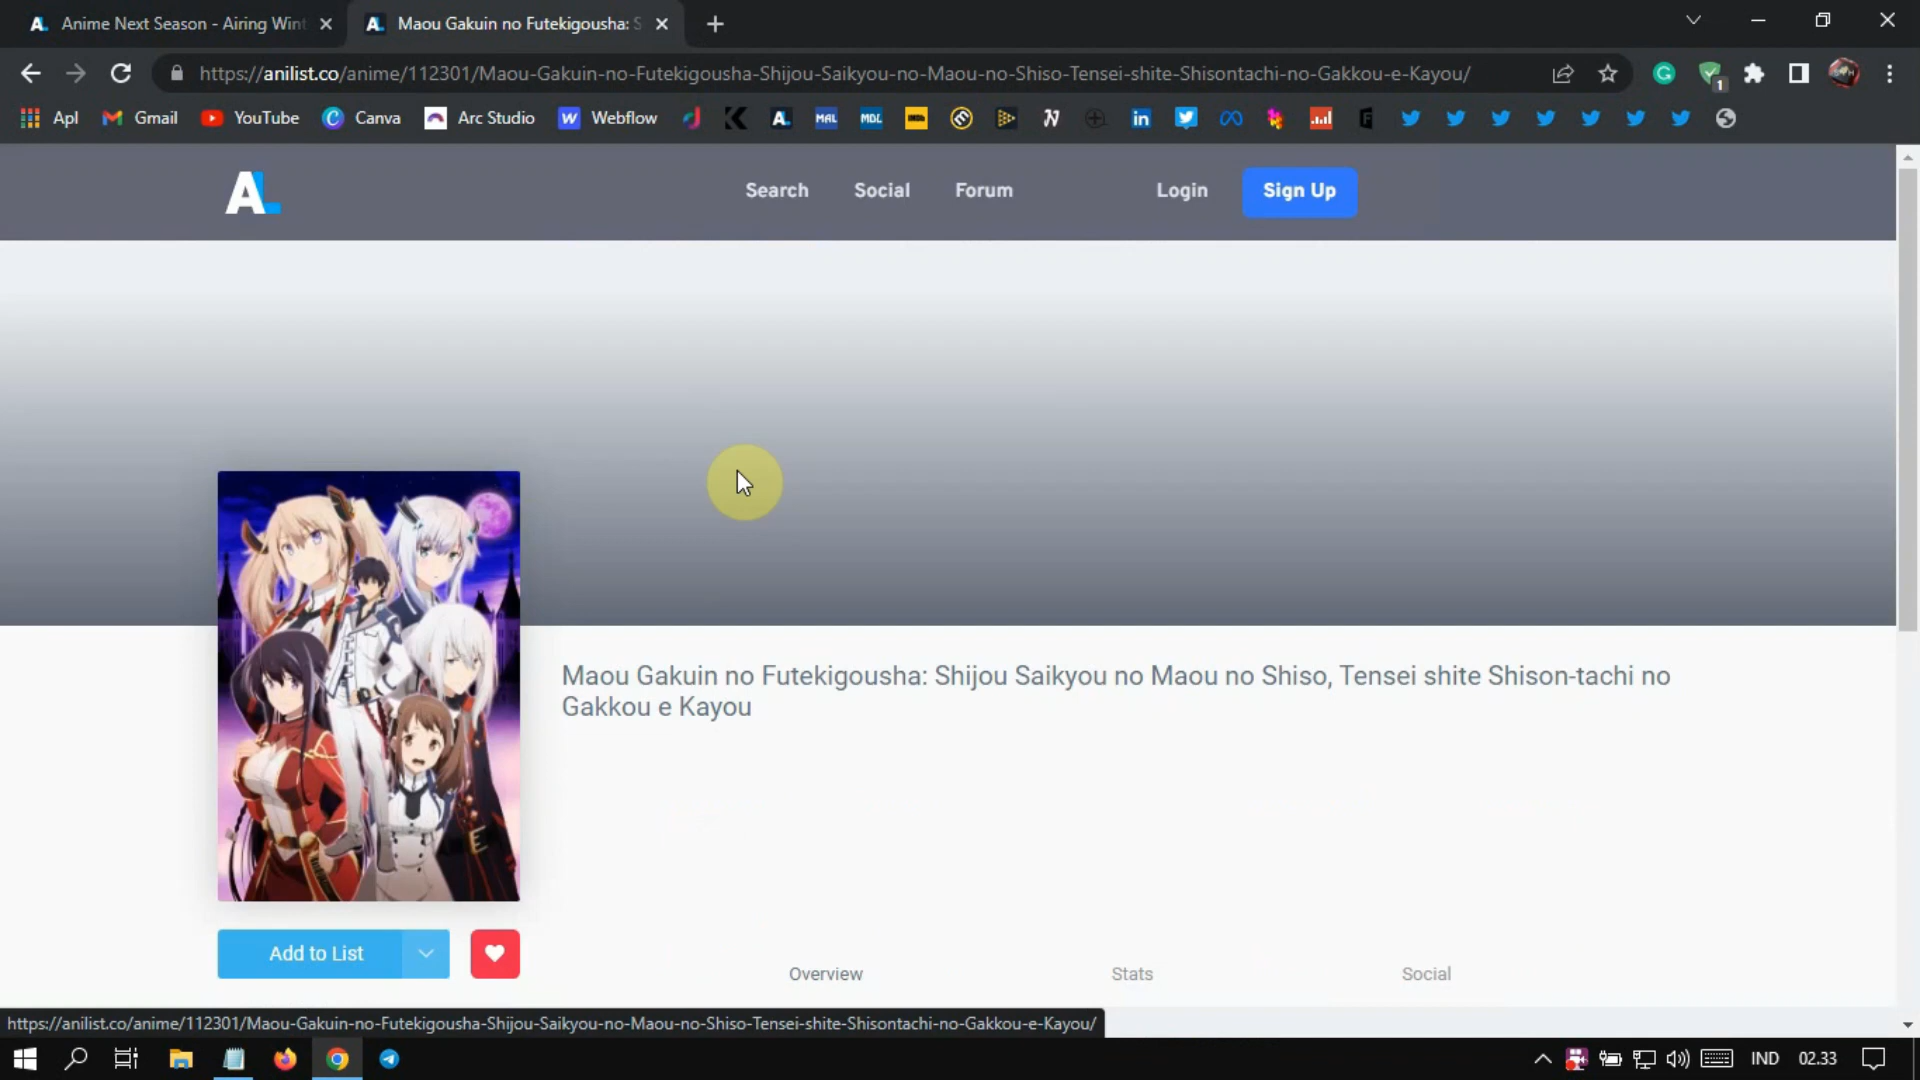 Anime Next Season - Airing Wint
Maou Gakuin no Futekigousha: S
https://anilist.co/anime/112301/Maou-Gakuin-no-Futekigousha-Shijou-Saikyou-no-Maou-no-Shiso-Tensei-shite-Shisontachi-no-Gakkou-e-Kayou/
1
Apl
Gmail
YouTube
Canva
Arc Studio
Webflow
MAL
MDL
Search
Social
Forum
Login
Sign Up
Maou Gakuin no Futekigousha: Shijou Saikyou no Maou no Shiso, Tensei shite Shison-tachi no
Gakkou e Kayou
Add to List
Overview
Stats
Social
https://anilist.co/anime/112301/Maou-Gakuin-no-Futekigousha-Shijou-Saikyou-no-Maou-no-Shiso-Tensei-shite-Shisontachi-no-Gakkou-e-Kayou/
IND
02.33